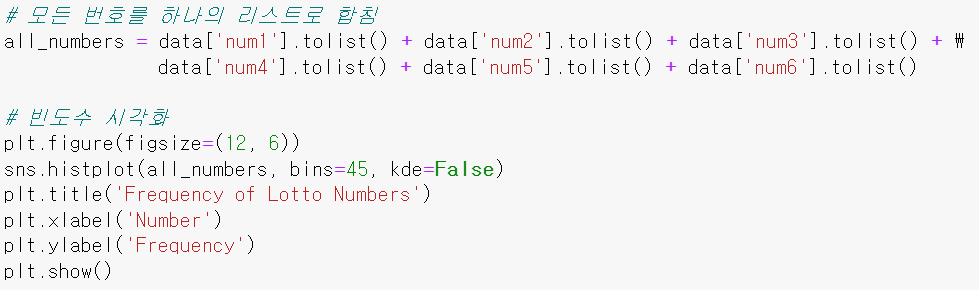 # 모든 번호를 하나의 리스트로 합침
all_numbers = data['num1'].tolist() + data['num2'].tolist() + data['num3'].tolist() + ₩
data['num4'].tolist() + data['num5'].tolist() + data['num6'].tolist()
# 빈도수 시각화
plt.figure(figsize=(12, 6))
sns.histplot(all_numbers, bins=45, kde=False)
plt.title('Frequency of Lotto Numbers')
plt.xlabel('Number')
plt.ylabel('Frequency')
plt.show()